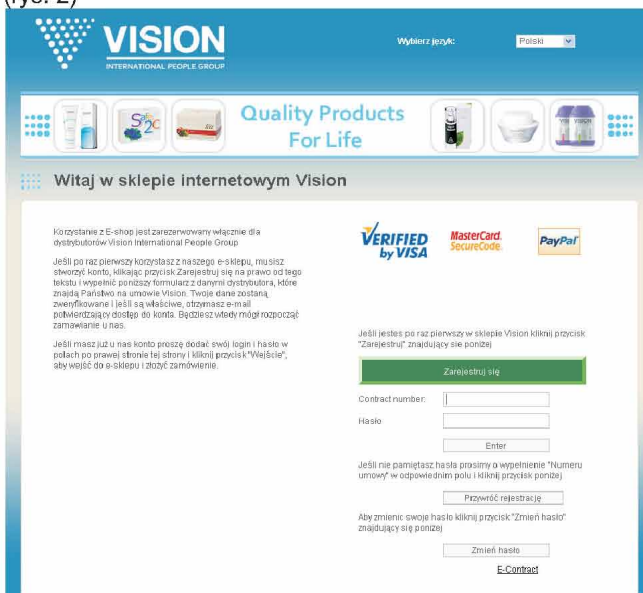 (rys. 2)
VISION
INTERNATIONAL PEOPLE GROUP
Wybierz język:
Polski
Quality Products
For Life
Witaj w sklepie internetowym Vision
Korzystanie z E-shop jest zarezerwowany włącznie dla
dystrybutorów Vision International People Group
Jeśli po raz pierwszy korzystasz z naszego e-sklepu, musisz
stworzyć konto, klikając przycisk Zarejestruj się na prawo od tego
tekstu i wypełnić poniższy formularz z danymi dystrybutora, które
znajdą Państwo na umowie Vision. Twoje dane zostaną
zweryfikowane i jeśli są właściwe, otrzymasz e-mail
potwierdzający dostęp do konta. Będziesz wtedy mógł rozpocząć
zamawianie u nas.
Jeśli masz już u nas konto proszę dodać swój login i hasło w
polach po prawej stronie tej strony i kliknij przycisk "Wejście",
aby wejść do e-sklepu i złożyć zamówienie.
VERIFIED
by VISA
MasterCard.
SecureCode.
PayPal
Jeśli jestes po raz pierwszy w sklepie Vision kliknij przycisk
"Zarejestruj" znajdujący sie poniżej
Zarejestruj się
Contract number:
Hasło
Enter
Jeśli nie pamiętasz hasła prosimy o wypełnienie "Numeru
umowy" w odpowiednim polu i kliknij przycisk poniżej
Przywróć rejestrację
Aby zmienic swoje hasło kliknij przycisk "Zmień hasło"
znajdujący się poniżej
Zmień hasło
E-Contract